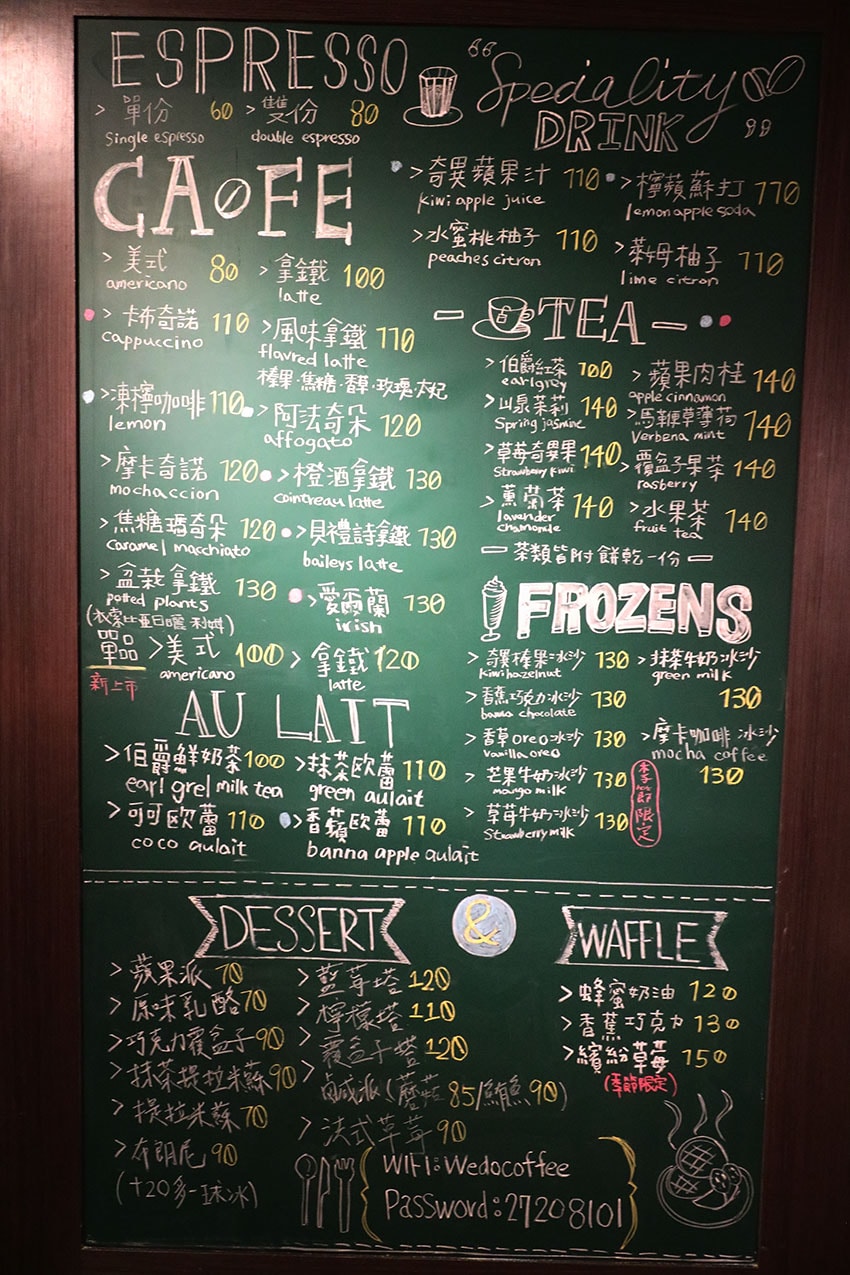 ESPRESSO
> 單份 60 > 雙份 80
single espresso double espresso
"Speciality
DRINK"
> 奇異蘋果汁 110 > 檸蘋蘇打 110
kiwi apple juice lemon apple soda
> 水蜜桃柚子 110 > 萊姆柚子 110
peaches citron lime citron
CAFE
> 美式 80 > 拿鐵 100
americano latte
> 卡布奇諾 110 > 風味拿鐵 110
cappuccino flavred latte
榛果·焦糖·香草·玫瑰·太妃
> 凍檸咖啡 110 > 阿法奇朵 120
lemon affogato
> 摩卡奇諾 120 > 橙酒拿鐵 130
mochaccion cointreau latte
> 焦糖瑪奇朵 120 > 貝禮詩拿鐵 130
caramel macchiato baileys latte
> 盆栽拿鐵 130 > 愛爾蘭 130
potted plants irish
單品 > 美式 100 > 拿鐵 120
新上市 americano latte
- TEA -
> 伯爵紅茶 100 > 蘋果肉桂 140
earlgrey apple cinnamon
> 山泉茉莉 140 > 馬鞭草薄荷 140
Spring jasmine Verbena mint
> 草莓奇異果 140 > 覆盆子果茶 140
Strawberry kiwi rasberry
> 薰菊茶 140 > 水果茶 140
lavender chamomile fruit tea
— 茶類皆附餅乾一份 —
FROZENS
> 奇異榛果冰沙 130 > 抹茶牛奶冰沙
kiwi hazelnut green milk
> 香蕉巧克力冰沙 130 130
banna chocolate
> 香草oreo冰沙 130 > 摩卡咖啡冰沙
Vanilla oreo mocha coffee
> 芒果牛奶冰沙 130 季節限定 130
mango milk
> 草莓牛奶冰沙 130
Strawberry milk
AU LAIT
> 伯爵鮮奶茶 100 > 抹茶歐蕾 110
earl grel milk tea green aulait
> 可可歐蕾 110 > 香蘋歐蕾 110
coco aulait banna apple aulait
DESSERT & WAFFLE
> 蘋果派 70 > 藍莓塔 120
> 原味乳酪 70 > 檸檬塔 110
> 巧克力覆盆子 90 > 覆盆子塔 120
> 抹茶提拉米蘇 90 > 鹹派(蘑菇 85/鮪魚 90)
> 提拉米蘇 70 > 法式草莓 90
> 布朗尼 90
(+20多一球冰)
> 蜂蜜奶油 120
> 香蕉巧克力 130
> 繽紛草莓 150
(季節限定)
WIFI:Wedocoffee
Password:27208101